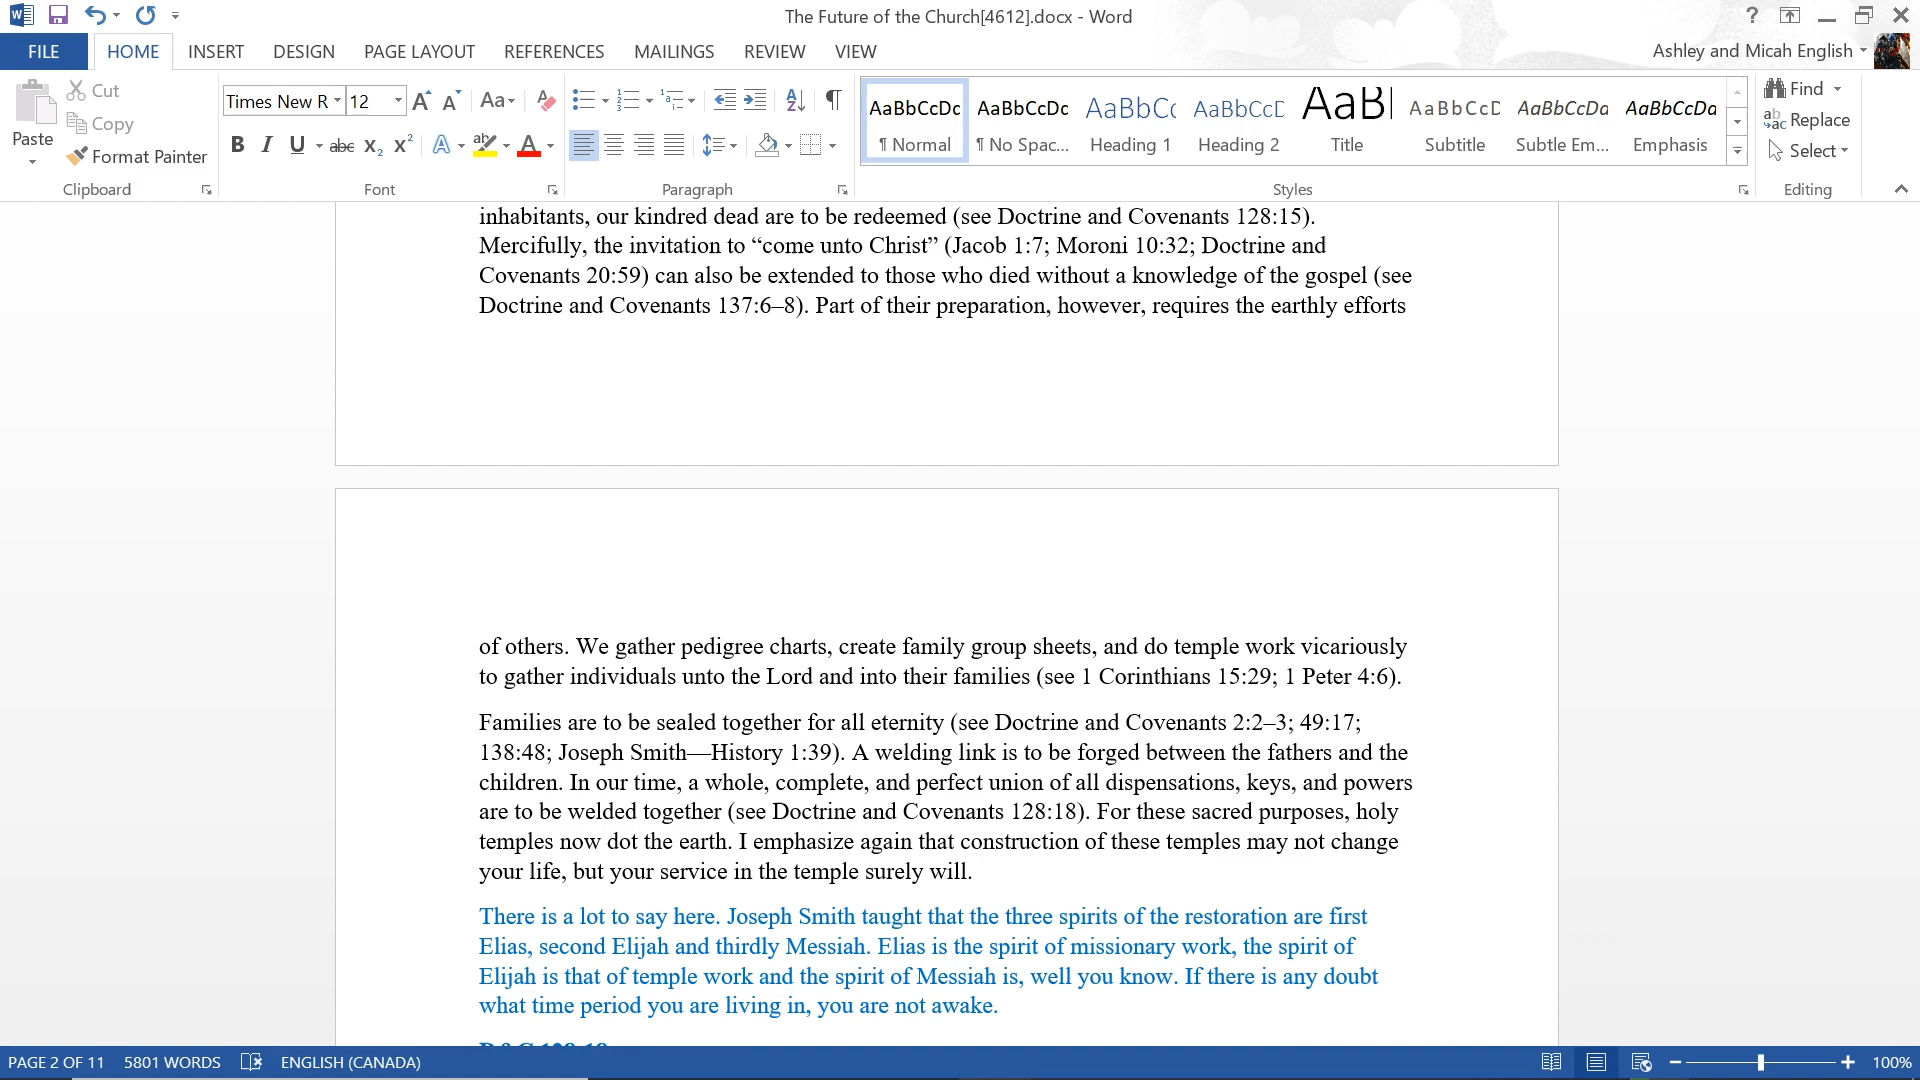 The Future of the Church[4612].docx - Word
FILE HOME INSERT DESIGN PAGE LAYOUT REFERENCES MAILINGS REVIEW VIEW Ashley and Micah English
Paste
Cut
Copy
Format Painter
Times New R 12
AaBbCcDc AaBbCcDc AaBbC AaBbCcD AaB AaBbCcD AaBbCcDa AaBbCcDa
¶ Normal ¶ No Spac... Heading 1 Heading 2 Title Subtitle Subtle Em... Emphasis
Find
Replace
Select
Clipboard Font Paragraph Styles Editing
inhabitants, our kindred dead are to be redeemed (see Doctrine and Covenants 128:15).
Mercifully, the invitation to “come unto Christ” (Jacob 1:7; Moroni 10:32; Doctrine and
Covenants 20:59) can also be extended to those who died without a knowledge of the gospel (see
Doctrine and Covenants 137:6–8). Part of their preparation, however, requires the earthly efforts
of others. We gather pedigree charts, create family group sheets, and do temple work vicariously
to gather individuals unto the Lord and into their families (see 1 Corinthians 15:29; 1 Peter 4:6).
Families are to be sealed together for all eternity (see Doctrine and Covenants 2:2–3; 49:17;
138:48; Joseph Smith—History 1:39). A welding link is to be forged between the fathers and the
children. In our time, a whole, complete, and perfect union of all dispensations, keys, and powers
are to be welded together (see Doctrine and Covenants 128:18). For these sacred purposes, holy
temples now dot the earth. I emphasize again that construction of these temples may not change
your life, but your service in the temple surely will.
There is a lot to say here. Joseph Smith taught that the three spirits of the restoration are first
Elias, second Elijah and thirdly Messiah. Elias is the spirit of missionary work, the spirit of
Elijah is that of temple work and the spirit of Messiah is, well you know. If there is any doubt
what time period you are living in, you are not awake.
PAGE 2 OF 11 5801 WORDS ENGLISH (CANADA) 100%